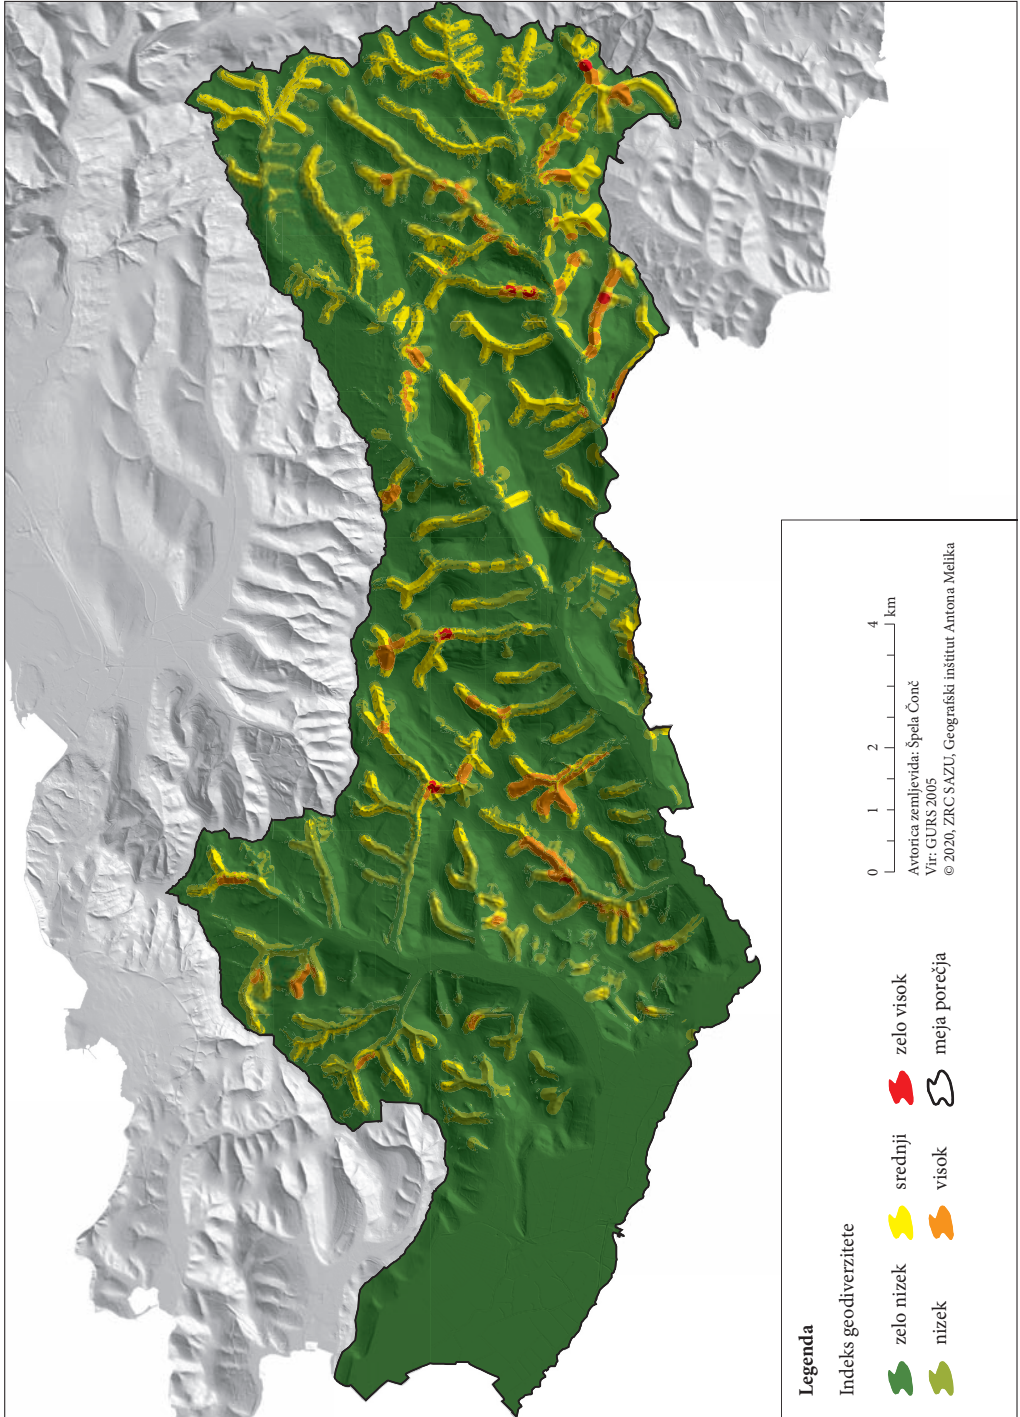 Legenda
Indeks geodiverzitete
zelo nizek
srednji
zelo visok
nizek
visok
meja porečja
0 1 2 4
km
Avtorica zemljevida: Špela Čonč
Vir: GURS 2005
© 2020, ZRC SAZU, Geografski inštitut Antona Melika